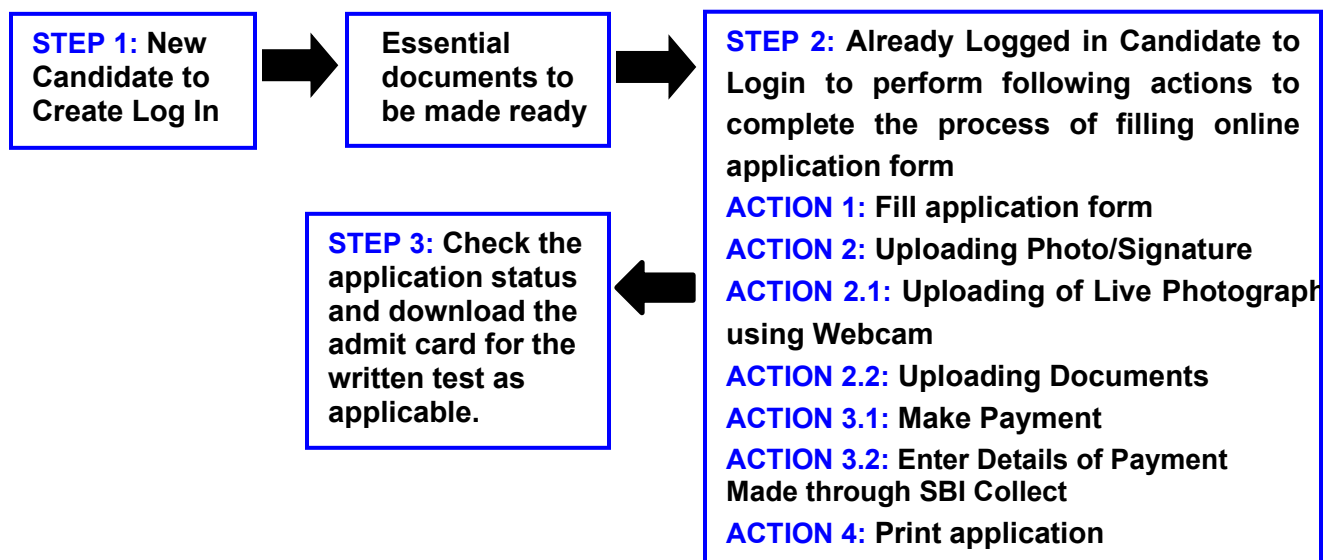 STEP 1: New
Candidate to
Create Log In
Essential
documents to
be made ready
STEP 2: Already Logged in Candidate to
Login to perform following actions to
complete the process of filling online
application form
ACTION 1: Fill application form
ACTION 2: Uploading Photo/Signature
ACTION 2.1: Uploading of Live Photograph
using Webcam
ACTION 2.2: Uploading Documents
ACTION 3.1: Make Payment
ACTION 3.2: Enter Details of Payment
Made through SBI Collect
ACTION 4: Print application
STEP 3: Check the
application status
and download the
admit card for the
written test as
applicable.